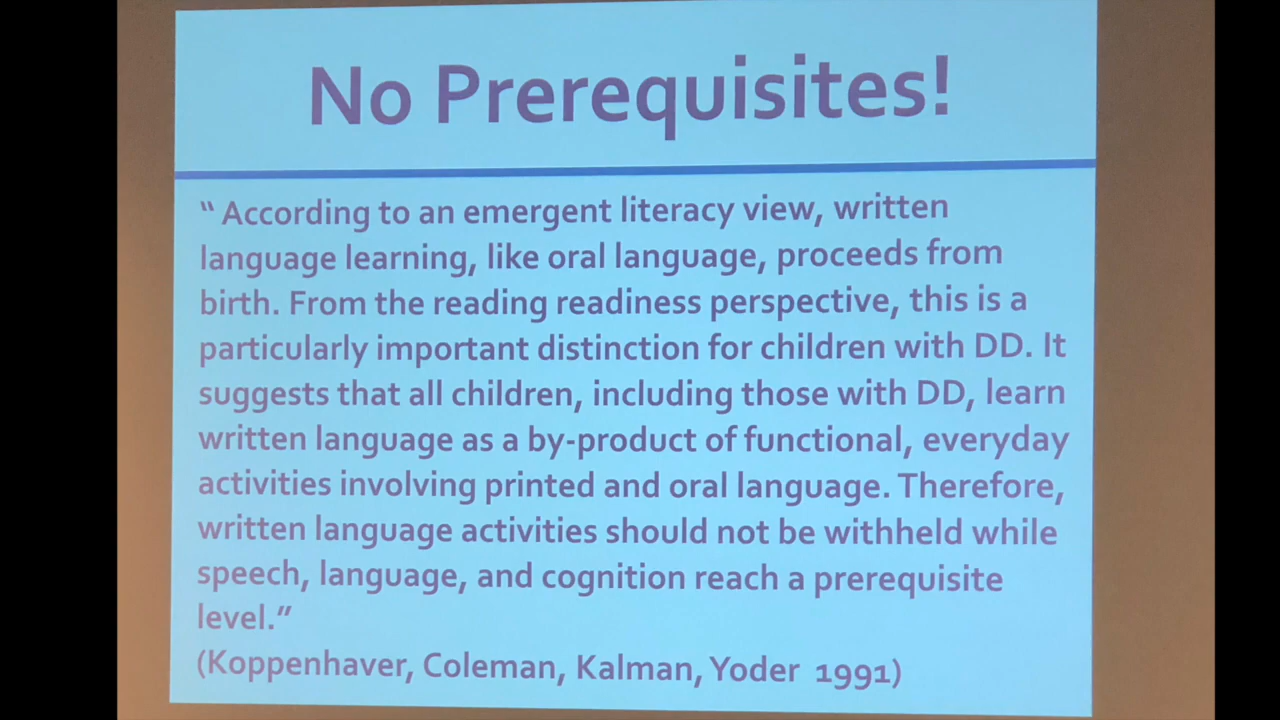 No Prerequisites!
“ According to an emergent literacy view, written
language learning, like oral language, proceeds from
birth. From the reading readiness perspective, this is a
particularly important distinction for children with DD. It
suggests that all children, including those with DD, learn
written language as a by-product of functional, everyday
activities involving printed and oral language. Therefore,
written language activities should not be withheld while
speech, language, and cognition reach a prerequisite
level.”
(Koppenhaver, Coleman, Kalman, Yoder 1991)